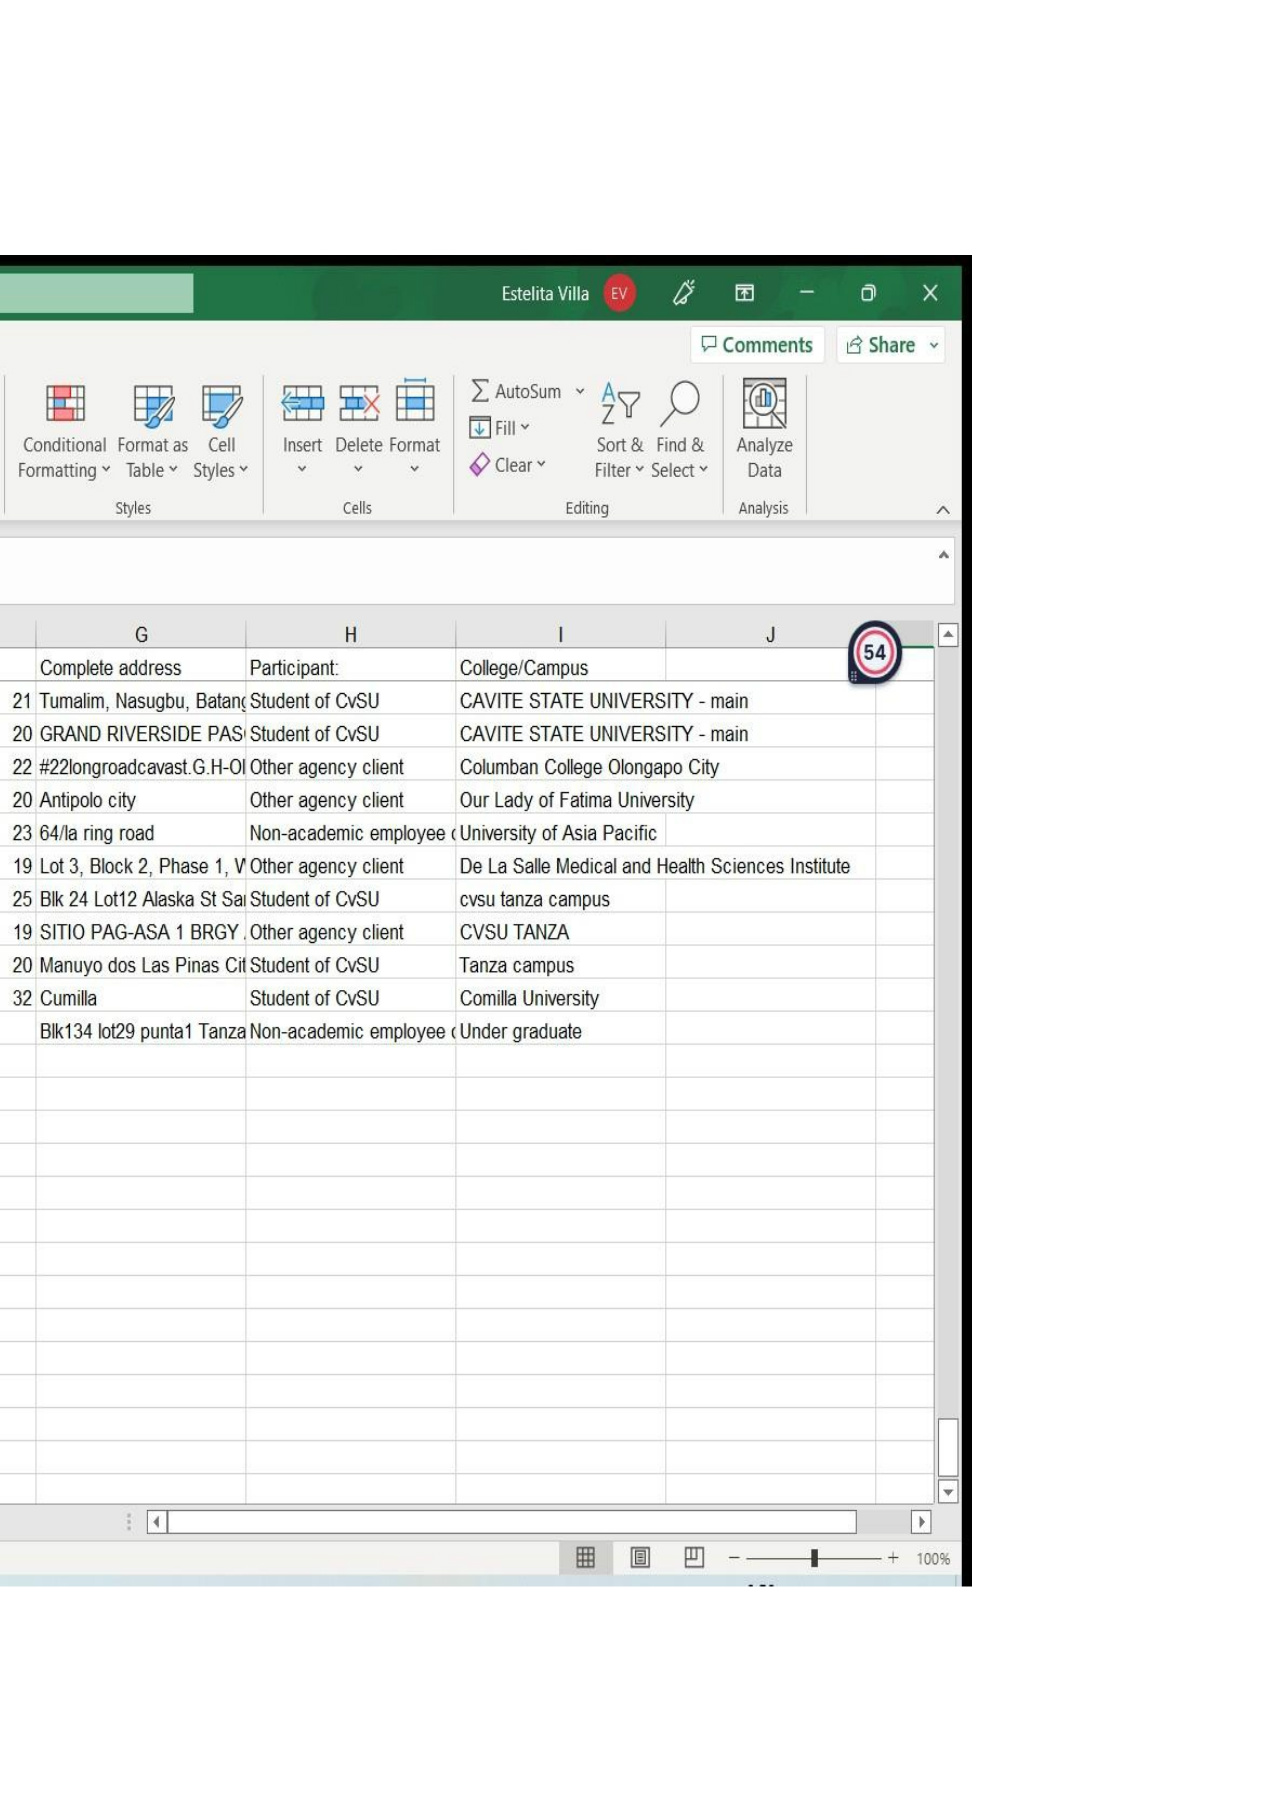 Estelita Villa EV
Comments Share
Conditional Formatting Format as Table Cell Styles Insert Delete Format AutoSum Fill Clear Sort & Filter Find & Select Analyze Data
Styles Cells Editing Analysis
G H I J
54
Complete address Participant: College/Campus
21 Tumalim, Nasugbu, Batang Student of CvSU CAVITE STATE UNIVERSITY - main
20 GRAND RIVERSIDE PAS Student of CvSU CAVITE STATE UNIVERSITY - main
22 #22longroadcavast.G.H-Ol Other agency client Columban College Olongapo City
20 Antipolo city Other agency client Our Lady of Fatima University
23 64/la ring road Non-academic employee University of Asia Pacific
19 Lot 3, Block 2, Phase 1, Other agency client De La Salle Medical and Health Sciences Institute
25 Blk 24 Lot12 Alaska St Sa Student of CvSU cvsu tanza campus
19 SITIO PAG-ASA 1 BRGY Other agency client CVSU TANZA
20 Manuyo dos Las Pinas Cit Student of CvSU Tanza campus
32 Cumilla Student of CvSU Comilla University
Blk134 lot29 punta1 Tanza Non-academic employee Under graduate
100%